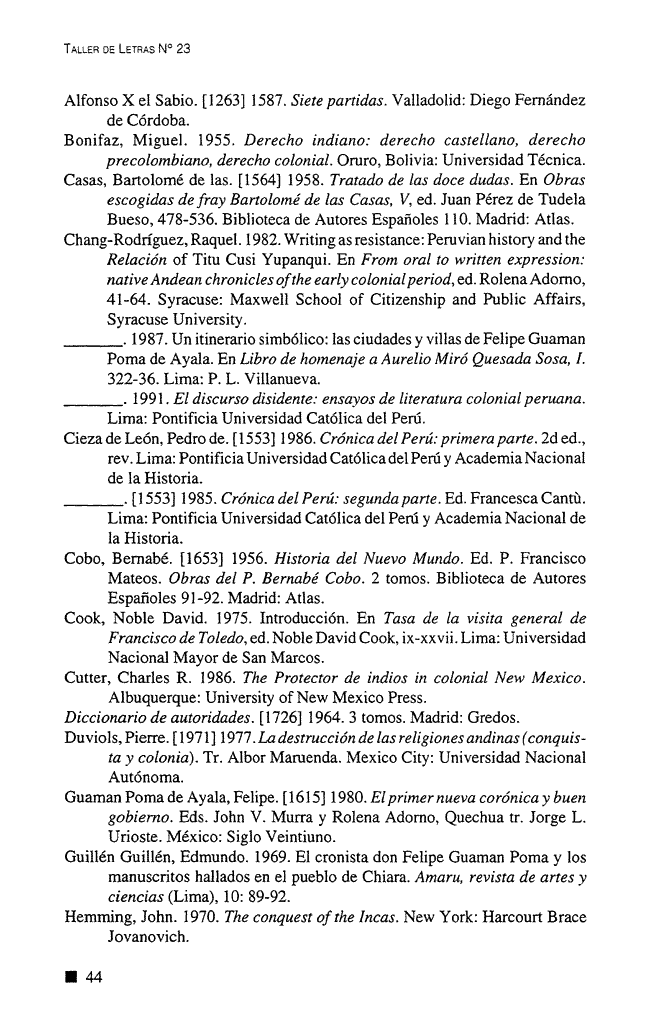 TALLER DE LETRAS Nº 23
Alfonso X el Sabio. [1263] 1587. Siete partidas. Valladolid: Diego Fernández
de Córdoba.
Bonifaz, Miguel. 1955. Derecho indiano: derecho castellano, derecho
precolombiano, derecho colonial. Oruro, Bolivia: Universidad Técnica.
Casas, Bartolomé de las. [1564] 1958. Tratado de las doce dudas. En Obras
escogidas de fray Bartolomé de las Casas, V, ed. Juan Pérez de Tudela
Bueso, 478-536. Biblioteca de Autores Españoles 110. Madrid: Atlas.
Chang-Rodríguez, Raquel. 1982. Writing as resistance: Peruvian history and the
Relación of Titu Cusi Yupanqui. En From oral to written expression:
native Andean chronicles of the early colonial period, ed. Rolena Adorno,
41-64. Syracuse: Maxwell School of Citizenship and Public Affairs,
Syracuse University.
_______. 1987. Un itinerario simbólico: las ciudades y villas de Felipe Guaman
Poma de Ayala. En Libro de homenaje a Aurelio Miró Quesada Sosa, I.
322-36. Lima: P. L. Villanueva.
_______. 1991. El discurso disidente: ensayos de literatura colonial peruana.
Lima: Pontificia Universidad Católica del Perú.
Cieza de León, Pedro de. [1553] 1986. Crónica del Perú: primera parte. 2d ed.,
rev. Lima: Pontificia Universidad Católica del Perú y Academia Nacional
de la Historia.
_______. [1553] 1985. Crónica del Perú: segunda parte. Ed. Francesca Cantù.
Lima: Pontificia Universidad Católica del Perú y Academia Nacional de
la Historia.
Cobo, Bernabé. [1653] 1956. Historia del Nuevo Mundo. Ed. P. Francisco
Mateos. Obras del P. Bernabé Cobo. 2 tomos. Biblioteca de Autores
Españoles 91-92. Madrid: Atlas.
Cook, Noble David. 1975. Introducción. En Tasa de la visita general de
Francisco de Toledo, ed. Noble David Cook, ix-xxvii. Lima: Universidad
Nacional Mayor de San Marcos.
Cutter, Charles R. 1986. The Protector de indios in colonial New Mexico.
Albuquerque: University of New Mexico Press.
Diccionario de autoridades. [1726] 1964. 3 tomos. Madrid: Gredos.
Duviols, Pierre. [1971] 1977. La destrucción de las religiones andinas (conquis-
ta y colonia). Tr. Albor Maruenda. Mexico City: Universidad Nacional
Autónoma.
Guaman Poma de Ayala, Felipe. [1615] 1980. El primer nueva corónica y buen
gobierno. Eds. John V. Murra y Rolena Adorno, Quechua tr. Jorge L.
Urioste. México: Siglo Veintiuno.
Guillén Guillén, Edmundo. 1969. El cronista don Felipe Guaman Poma y los
manuscritos hallados en el pueblo de Chiara. Amaru, revista de artes y
ciencias (Lima), 10: 89-92.
Hemming, John. 1970. The conquest of the Incas. New York: Harcourt Brace
Jovanovich.
■ 44